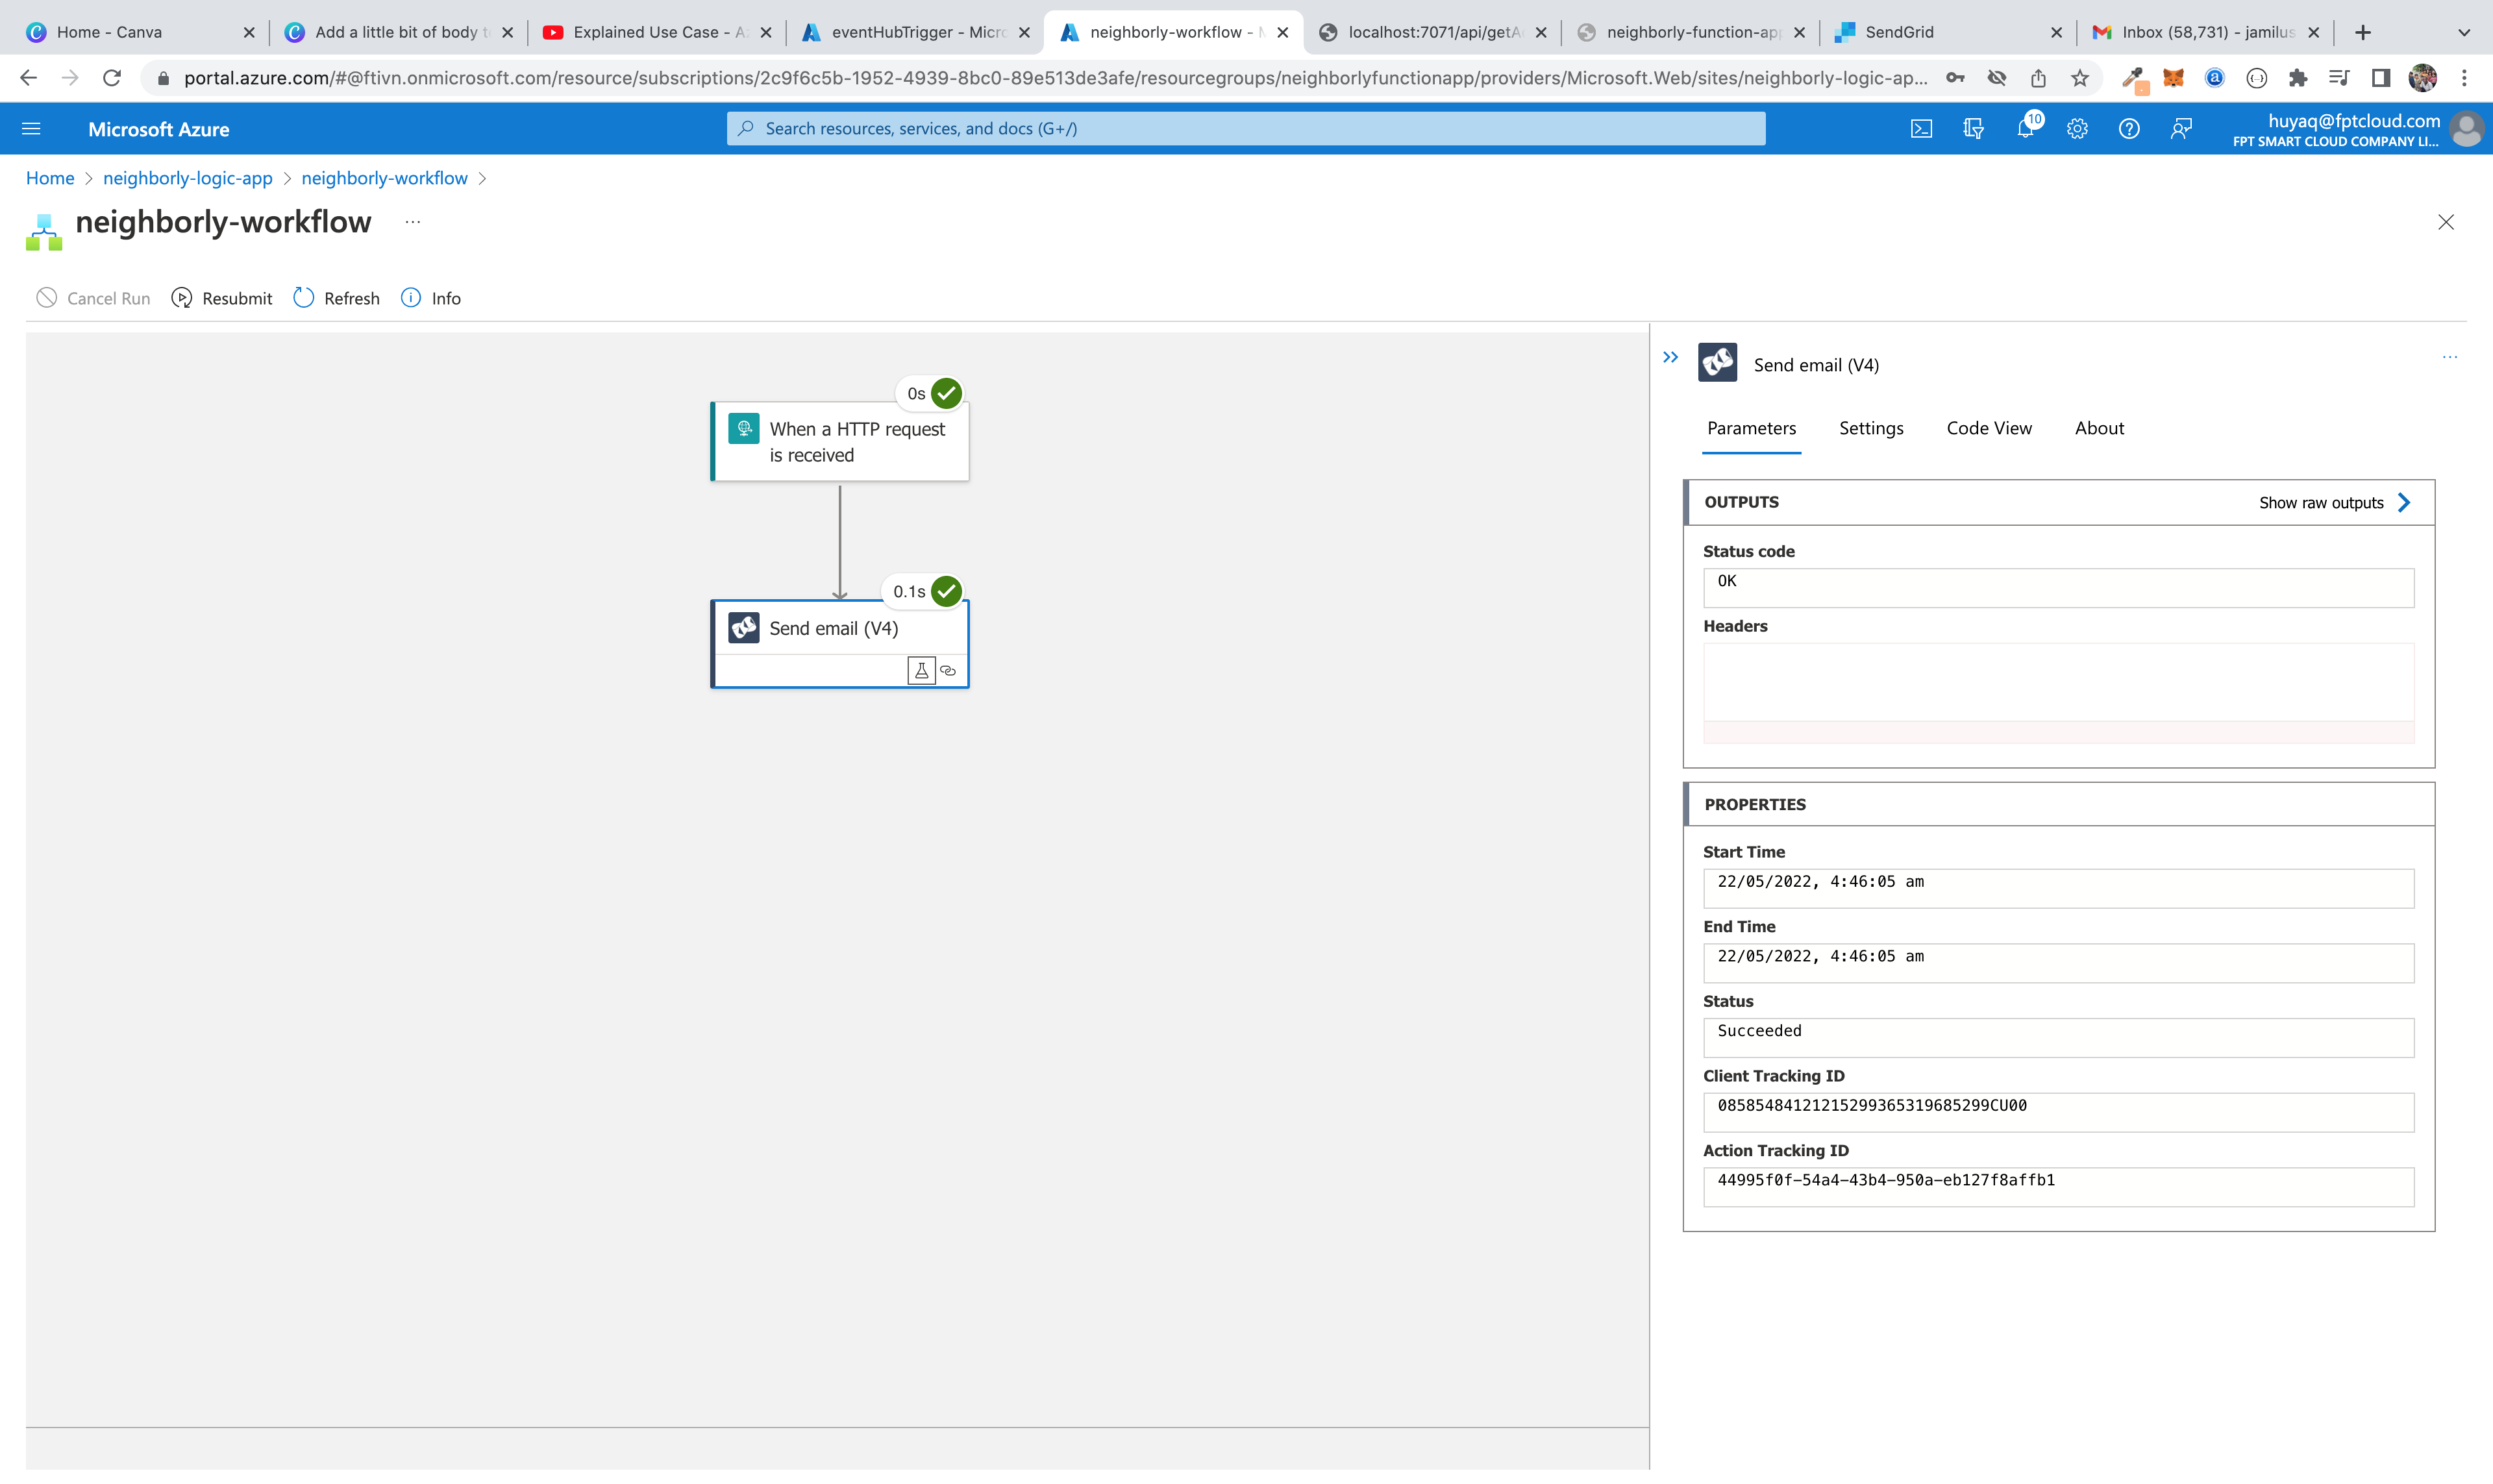 Home - Canva
Add a little bit of body t
Explained Use Case - A
eventHubTrigger - Micro
neighborly-workflow - M
localhost:7071/api/getA
neighborly-function-app
SendGrid
Inbox (58,731) - jamilus
portal.azure.com/#@ftivn.onmicrosoft.com/resource/subscriptions/2c9f6c5b-1952-4939-8bc0-89e513de3afe/resourcegroups/neighborlyfunctionapp/providers/Microsoft.Web/sites/neighborly-logic-ap...
Microsoft Azure
Search resources, services, and docs (G+/)
10
huyaq@fptcloud.com
FPT SMART CLOUD COMPANY LI...
Home > neighborly-logic-app > neighborly-workflow >
neighborly-workflow ...
Cancel Run Resubmit Refresh Info
0s
When a HTTP request
is received
0.1s
Send email (V4)
Send email (V4)
Parameters Settings Code View About
OUTPUTS Show raw outputs
Status code
OK
Headers
PROPERTIES
Start Time
22/05/2022, 4:46:05 am
End Time
22/05/2022, 4:46:05 am
Status
Succeeded
Client Tracking ID
08585484121215299365319685299CU00
Action Tracking ID
44995f0f-54a4-43b4-950a-eb127f8affb1